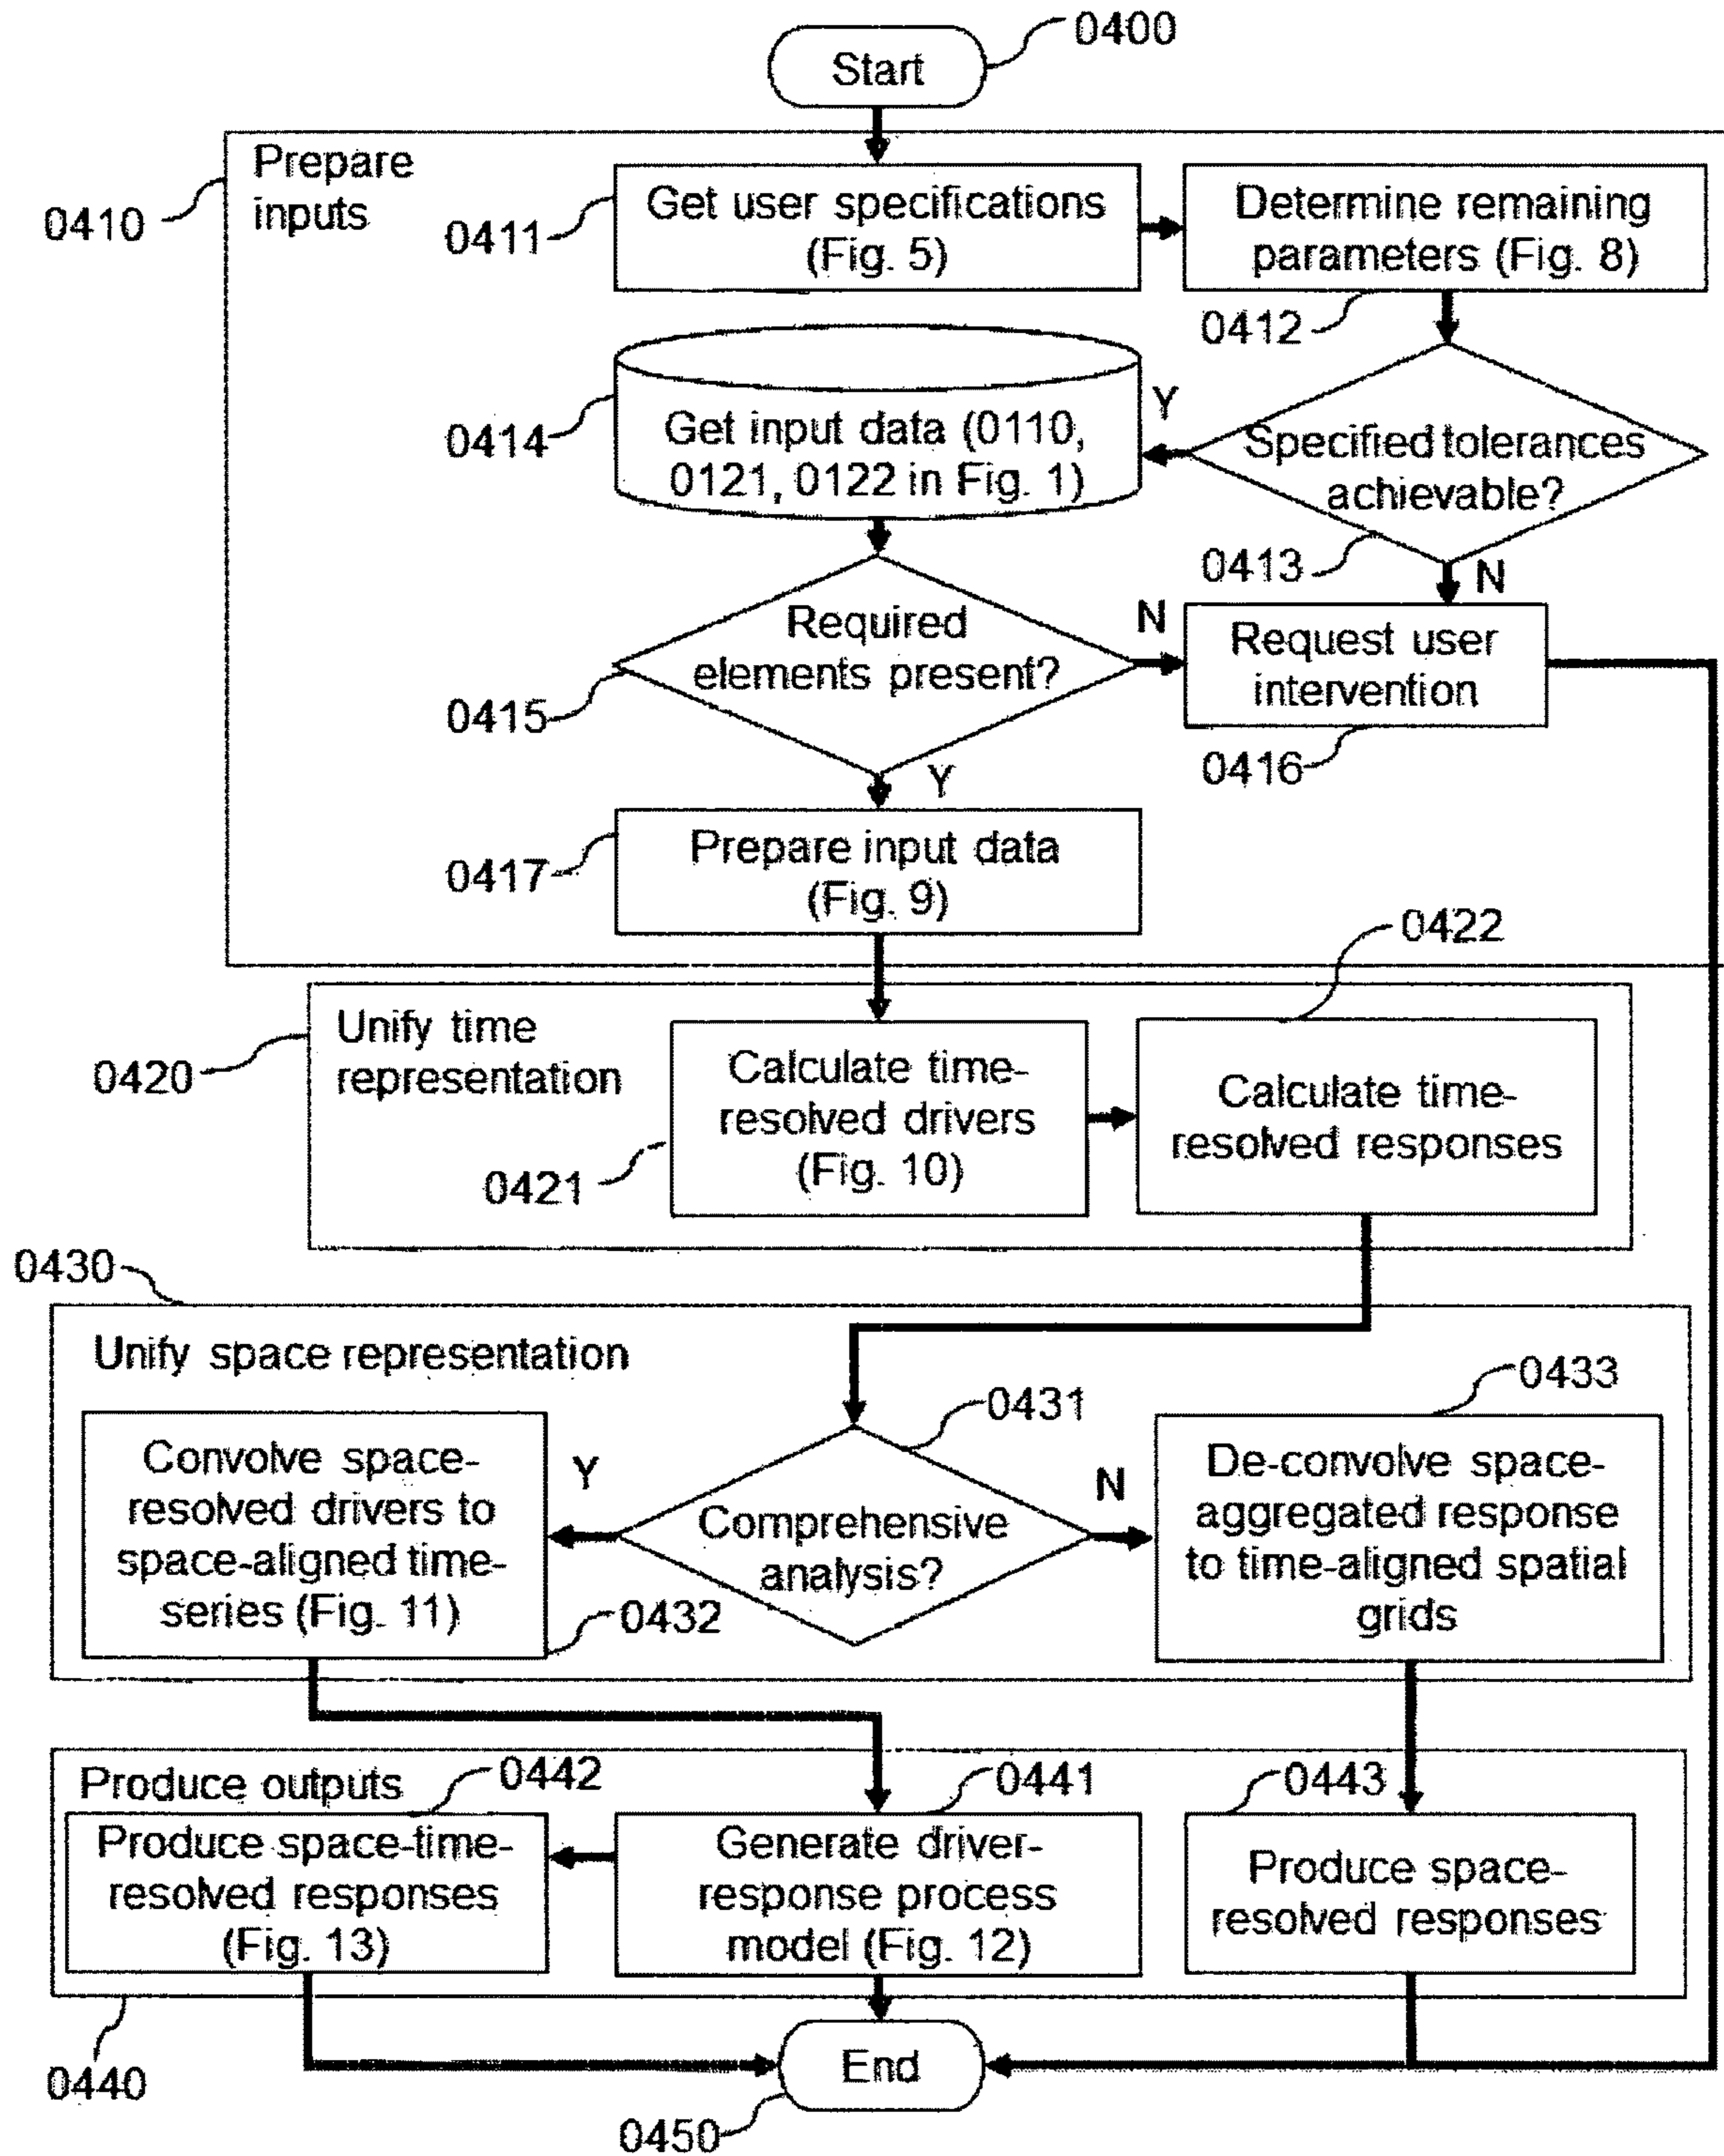 0400
Start
Prepare
inputs
0410
0411
Get user specifications
(Fig. 5)
Determine remaining
parameters (Fig. 8)
0412
0414
Get input data (0110,
0121, 0122 in Fig. 1)
Y
Specified tolerances
achievable?
0413
N
Required
elements present?
0415
N
Request user
intervention
0416
Y
0417
Prepare input data
(Fig. 9)
0422
Unify time
representation
0420
Calculate time-
resolved drivers
(Fig. 10)
0421
Calculate time-
resolved responses
0430
Unify space representation
0431
0433
Convolve space-
resolved drivers to
space-aligned time-
series (Fig. 11)
0432
Y
Comprehensive
analysis?
N
De-convolve space-
aggregated response
to time-aligned spatial
grids
Produce outputs
0442
0441
0443
Produce space-time-
resolved responses
(Fig. 13)
Generate driver-
response process
model (Fig. 12)
Produce space-
resolved responses
0440
End
0450